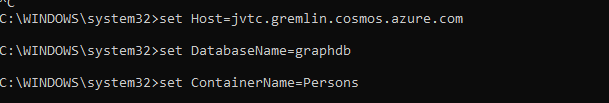 ^C
C:\WINDOWS\system32>set Host=jvtc.gremlin.cosmos.azure.com
C:\WINDOWS\system32>set DatabaseName=graphdb
C:\WINDOWS\system32>set ContainerName=Persons